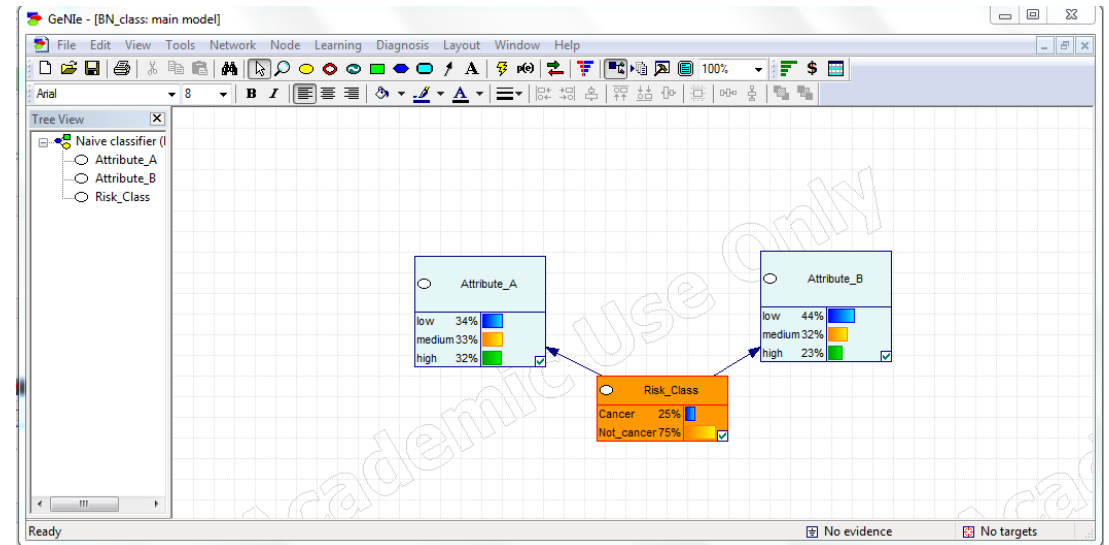 GeNIe - [BN_class: main model]
File Edit View Tools Network Node Learning Diagnosis Layout Window Help
A p(e) 100% $
Arial 8 B I A
Tree View
Naive classifier (
Attribute_A
Attribute_B
Risk_Class
Attribute_A
low 34%
medium 33%
high 32%
Attribute_B
low 44%
medium 32%
high 23%
Risk_Class
Cancer 25%
Not_cancer 75%
Academic Use Only
Aca
Ready No evidence No targets